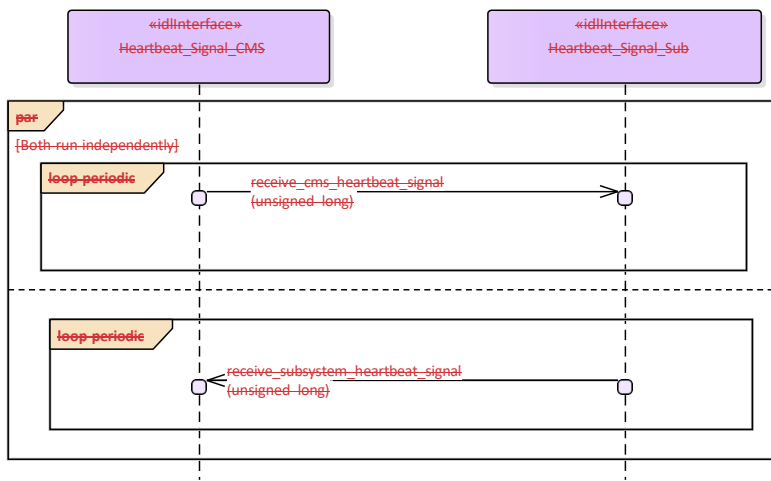 «idlInterface»
Heartbeat_Signal_CMS
«idlInterface»
Heartbeat_Signal_Sub
par
[Both run independently]
loop periodic
receive_cms_heartbeat_signal
(unsigned long)
loop periodic
receive_subsystem_heartbeat_signal
(unsigned long)